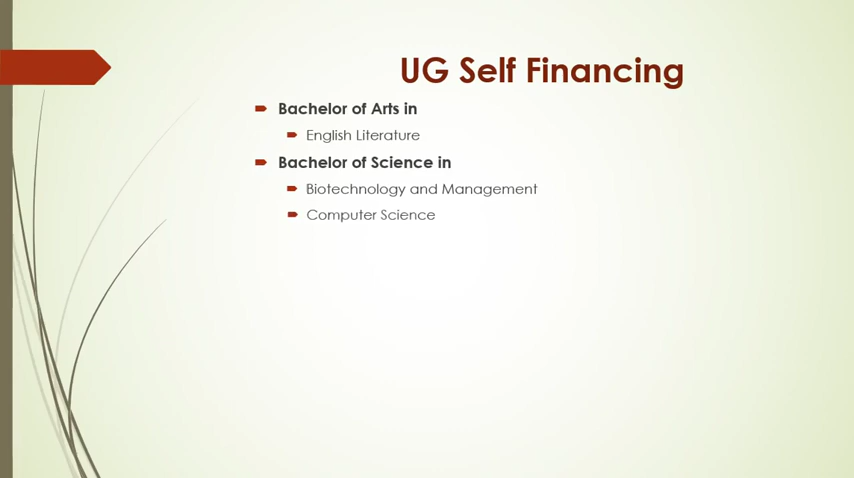 UG Self Financing
Bachelor of Arts in
English Literature
Bachelor of Science in
Biotechnology and Management
Computer Science